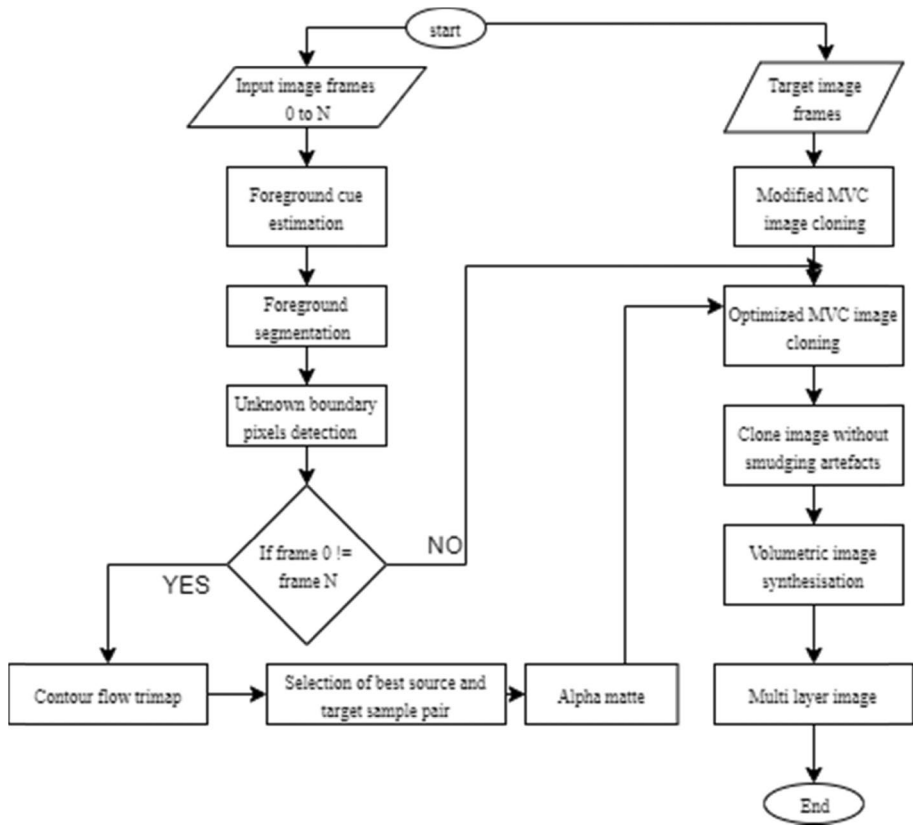 start
Input image frames
0 to N
Target image
frames
Foreground cue
estimation
Modified MVC
image cloning
Foreground
segmentation
Optimized MVC image
cloning
Unknown boundary
pixels detection
Clone image without
smudging artefacts
If frame 0 !=
frame N
NO
YES
Volumetric image
synthesisation
Contour flow trimap
Selection of best source and
target sample pair
Alpha matte
Multi layer image
End